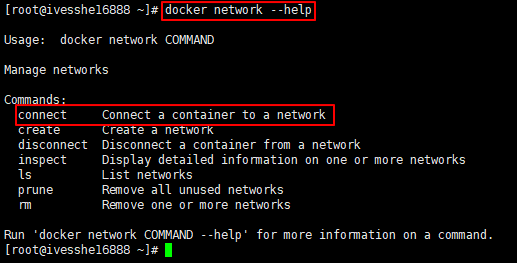 [root@ivesshe16888 ~]# docker network --help
Usage:  docker network COMMAND
Manage networks
Commands:
  connect     Connect a container to a network
  create      Create a network
  disconnect  Disconnect a container from a network
  inspect     Display detailed information on one or more networks
  ls          List networks
  prune       Remove all unused networks
  rm          Remove one or more networks
Run 'docker network COMMAND --help' for more information on a command.
[root@ivesshe16888 ~]#